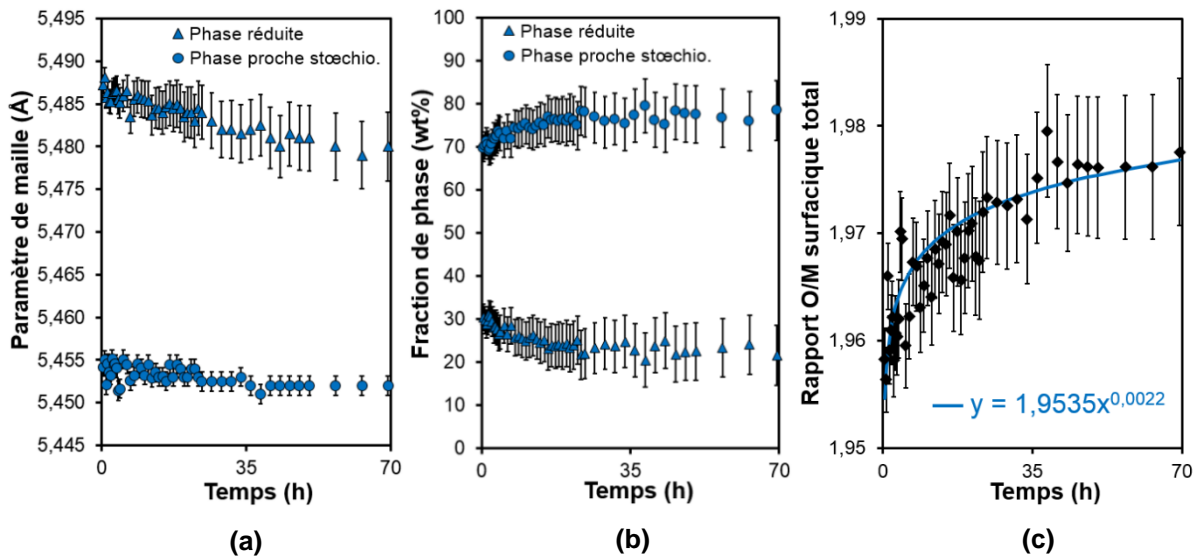 Paramètre de maille (Å)
5,495
5,490
5,485
5,480
5,475
5,470
5,465
5,460
5,455
5,450
5,445
Phase réduite
Phase proche stœchio.
0
35
70
Temps (h)
(a)
Fraction de phase (wt%)
100
90
80
70
60
50
40
30
20
10
0
Phase réduite
Phase proche stœchio.
0
35
70
Temps (h)
(b)
Rapport O/M surfacique total
1,99
1,98
1,97
1,96
1,95
y = 1,9535x^0,0022
0
35
70
Temps (h)
(c)